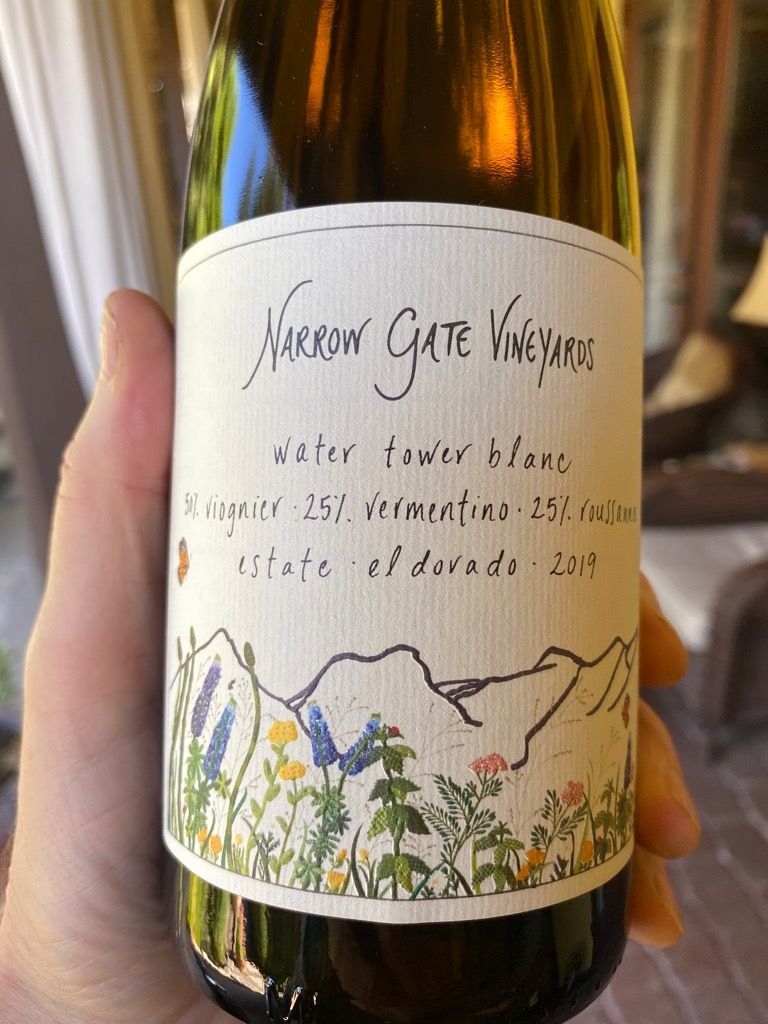 NARROW GATE VINEYARDS
water tower blanc
50% viognier · 25% vermentino · 25% roussanne
estate · el dorado · 2019